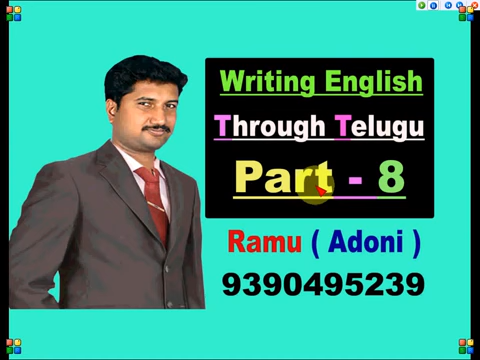 Writing English
Through Telugu
Part - 8
Ramu ( Adoni )
9390495239